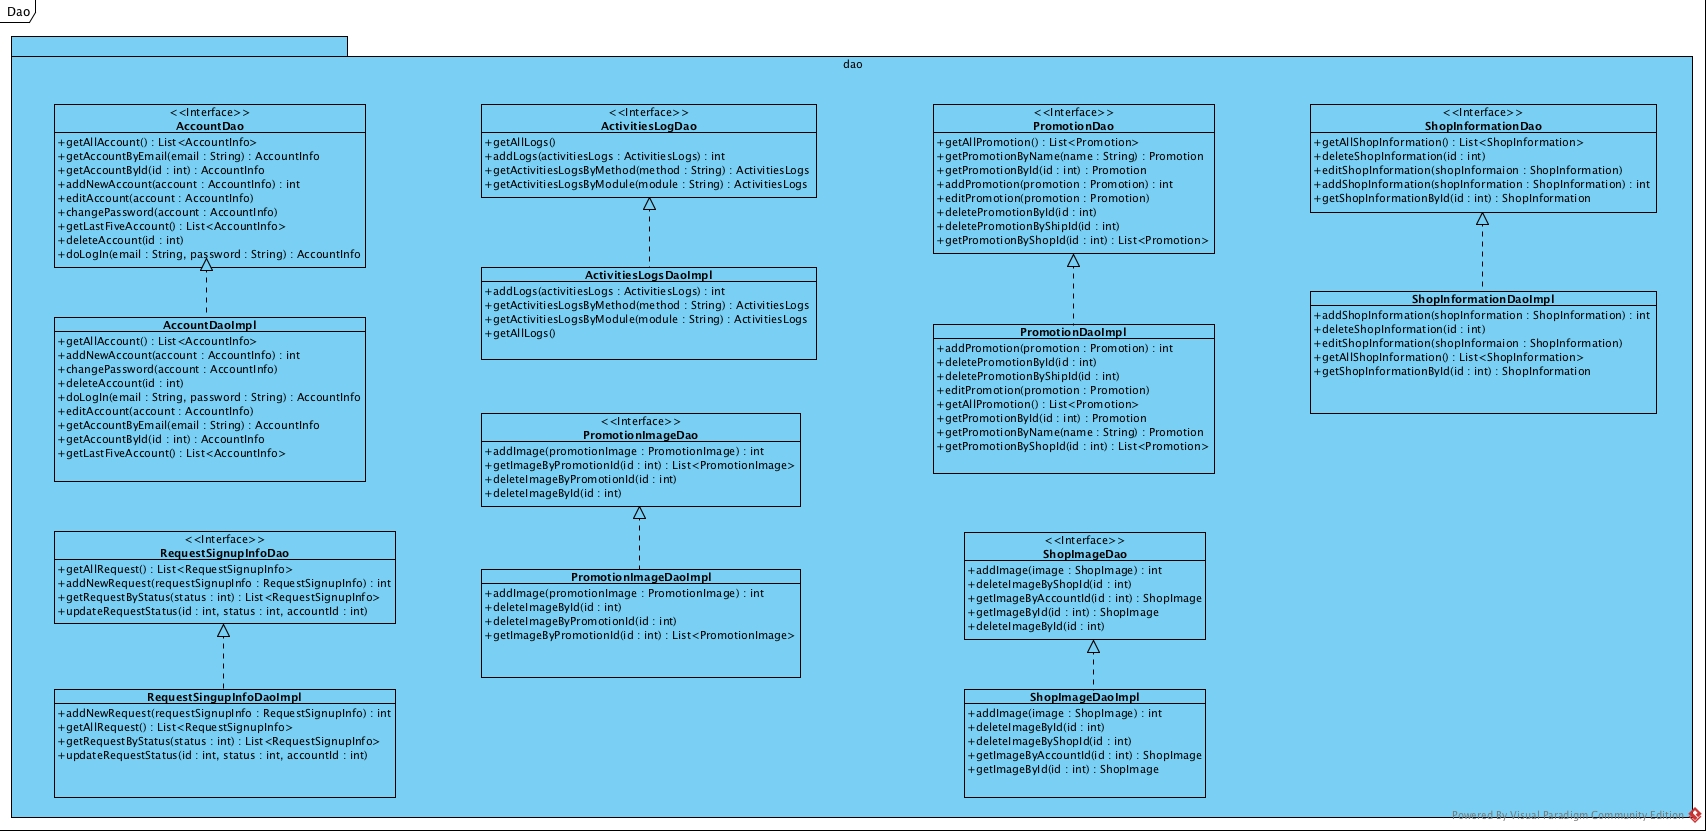 Dao
dao
<<Interface>>
AccountDao
+getAllAccount() : List<AccountInfo>
+getAccountByEmail(email : String) : AccountInfo
+getAccountById(id : int) : AccountInfo
+addNewAccount(account : AccountInfo) : int
+editAccount(account : AccountInfo)
+changePassword(account : AccountInfo)
+getLastFiveAccount() : List<AccountInfo>
+deleteAccount(id : int)
+doLogIn(email : String, password : String) : AccountInfo
AccountDaoImpl
+getAllAccount() : List<AccountInfo>
+addNewAccount(account : AccountInfo) : int
+changePassword(account : AccountInfo)
+deleteAccount(id : int)
+doLogIn(email : String, password : String) : AccountInfo
+editAccount(account : AccountInfo)
+getAccountByEmail(email : String) : AccountInfo
+getAccountById(id : int) : AccountInfo
+getLastFiveAccount() : List<AccountInfo>
<<Interface>>
RequestSignupInfoDao
+getAllRequest() : List<RequestSignupInfo>
+addNewRequest(requestSignupInfo : RequestSignupInfo) : int
+getRequestByStatus(status : int) : List<RequestSignupInfo>
+updateRequestStatus(id : int, status : int, accountId : int)
RequestSingupInfoDaoImpl
+addNewRequest(requestSignupInfo : RequestSignupInfo) : int
+getAllRequest() : List<RequestSignupInfo>
+getRequestByStatus(status : int) : List<RequestSignupInfo>
+updateRequestStatus(id : int, status : int, accountId : int)
<<Interface>>
ActivitiesLogDao
+getAllLogs()
+addLogs(activitiesLogs : ActivitiesLogs) : int
+getActivitiesLogsByMethod(method : String) : ActivitiesLogs
+getActivitiesLogsByModule(module : String) : ActivitiesLogs
ActivitiesLogsDaoImpl
+addLogs(activitiesLogs : ActivitiesLogs) : int
+getActivitiesLogsByMethod(method : String) : ActivitiesLogs
+getActivitiesLogsByModule(module : String) : ActivitiesLogs
+getAllLogs()
<<Interface>>
PromotionImageDao
+addImage(promotionImage : PromotionImage) : int
+getImageByPromotionId(id : int) : List<PromotionImage>
+deleteImageByPromotionId(id : int)
+deleteImageById(id : int)
PromotionImageDaoImpl
+addImage(promotionImage : PromotionImage) : int
+deleteImageById(id : int)
+deleteImageByPromotionId(id : int)
+getImageByPromotionId(id : int) : List<PromotionImage>
<<Interface>>
PromotionDao
+getAllPromotion() : List<Promotion>
+getPromotionByName(name : String) : Promotion
+getPromotionById(id : int) : Promotion
+addPromotion(promotion : Promotion) : int
+editPromotion(promotion : Promotion)
+deletePromotionById(id : int)
+deletePromotionByShipId(id : int)
+getPromotionByShopId(id : int) : List<Promotion>
PromotionDaoImpl
+addPromotion(promotion : Promotion) : int
+deletePromotionById(id : int)
+deletePromotionByShipId(id : int)
+editPromotion(promotion : Promotion)
+getAllPromotion() : List<Promotion>
+getPromotionById(id : int) : Promotion
+getPromotionByName(name : String) : Promotion
+getPromotionByShopId(id : int) : List<Promotion>
<<Interface>>
ShopImageDao
+addImage(image : ShopImage) : int
+deleteImageByShopId(id : int)
+getImageByAccountId(id : int) : ShopImage
+getImageById(id : int) : ShopImage
+deleteImageById(id : int)
ShopImageDaoImpl
+addImage(image : ShopImage) : int
+deleteImageById(id : int)
+deleteImageByShopId(id : int)
+getImageByAccountId(id : int) : ShopImage
+getImageById(id : int) : ShopImage
<<Interface>>
ShopInformationDao
+getAllShopInformation() : List<ShopInformation>
+deleteShopInformation(id : int)
+editShopInformation(shopInformaion : ShopInformation)
+addShopInformation(shopInformation : ShopInformation) : int
+getShopInformationById(id : int) : ShopInformation
ShopInformationDaoImpl
+addShopInformation(shopInformation : ShopInformation) : int
+deleteShopInformation(id : int)
+editShopInformation(shopInformaion : ShopInformation)
+getAllShopInformation() : List<ShopInformation>
+getShopInformationById(id : int) : ShopInformation
Powered By Visual Paradigm Community Edition